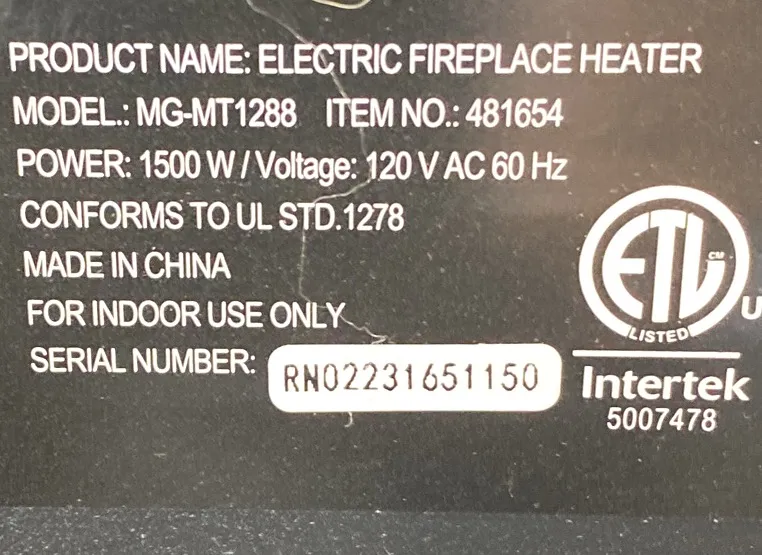 PRODUCT NAME: ELECTRIC FIREPLACE HEATER
MODEL.: MG-MT1288 ITEM NO.: 481654
POWER: 1500 W / Voltage: 120 V AC 60 Hz
CONFORMS TO UL STD.1278
MADE IN CHINA
FOR INDOOR USE ONLY
SERIAL NUMBER: RN02231651150
ETL CM
LISTED
U
Intertek
5007478